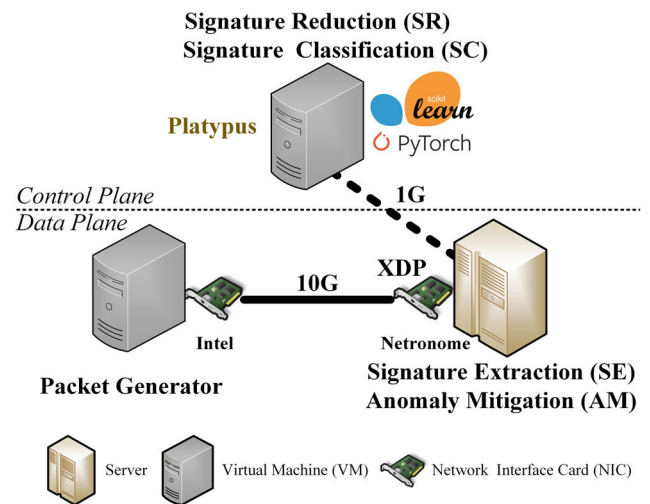 Signature Reduction (SR)
Signature Classification (SC)
scikit
learn
Platypus
PyTorch
Control Plane
1G
Data Plane
XDP
10G
Intel
Netronome
Packet Generator
Signature Extraction (SE)
Anomaly Mitigation (AM)
Server
Virtual Machine (VM)
Network Interface Card (NIC)